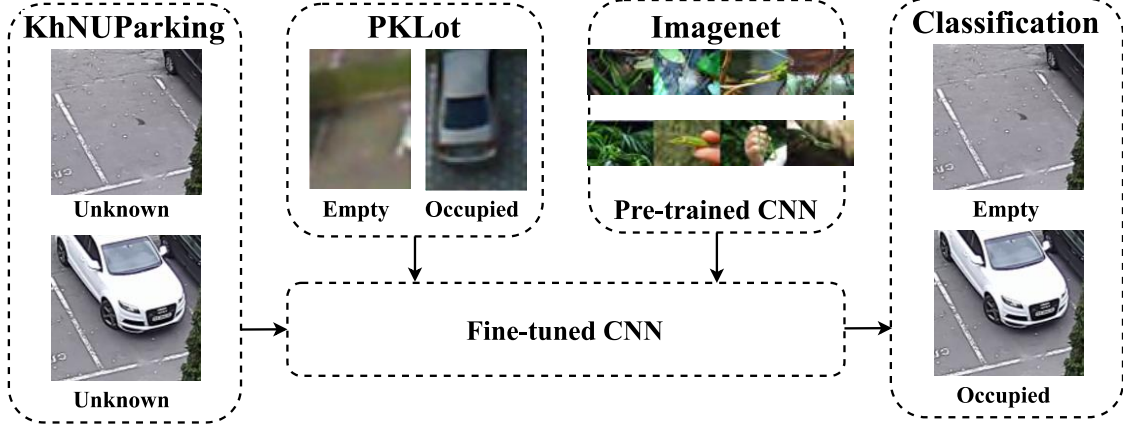 KhNUParking
Unknown
Unknown
PKLot
Empty
Occupied
Imagenet
Pre-trained CNN
Fine-tuned CNN
Classification
Empty
Occupied